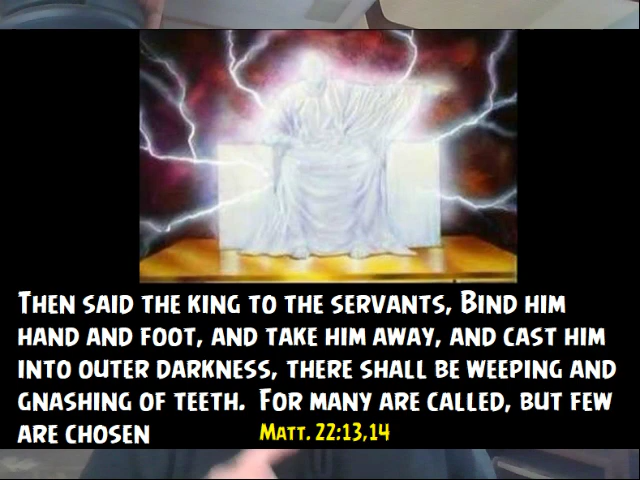 Then said the king to the servants, Bind him
hand and foot, and take him away, and cast him
into outer darkness, there shall be weeping and
gnashing of teeth. For many are called, but few
are chosen Matt. 22:13,14